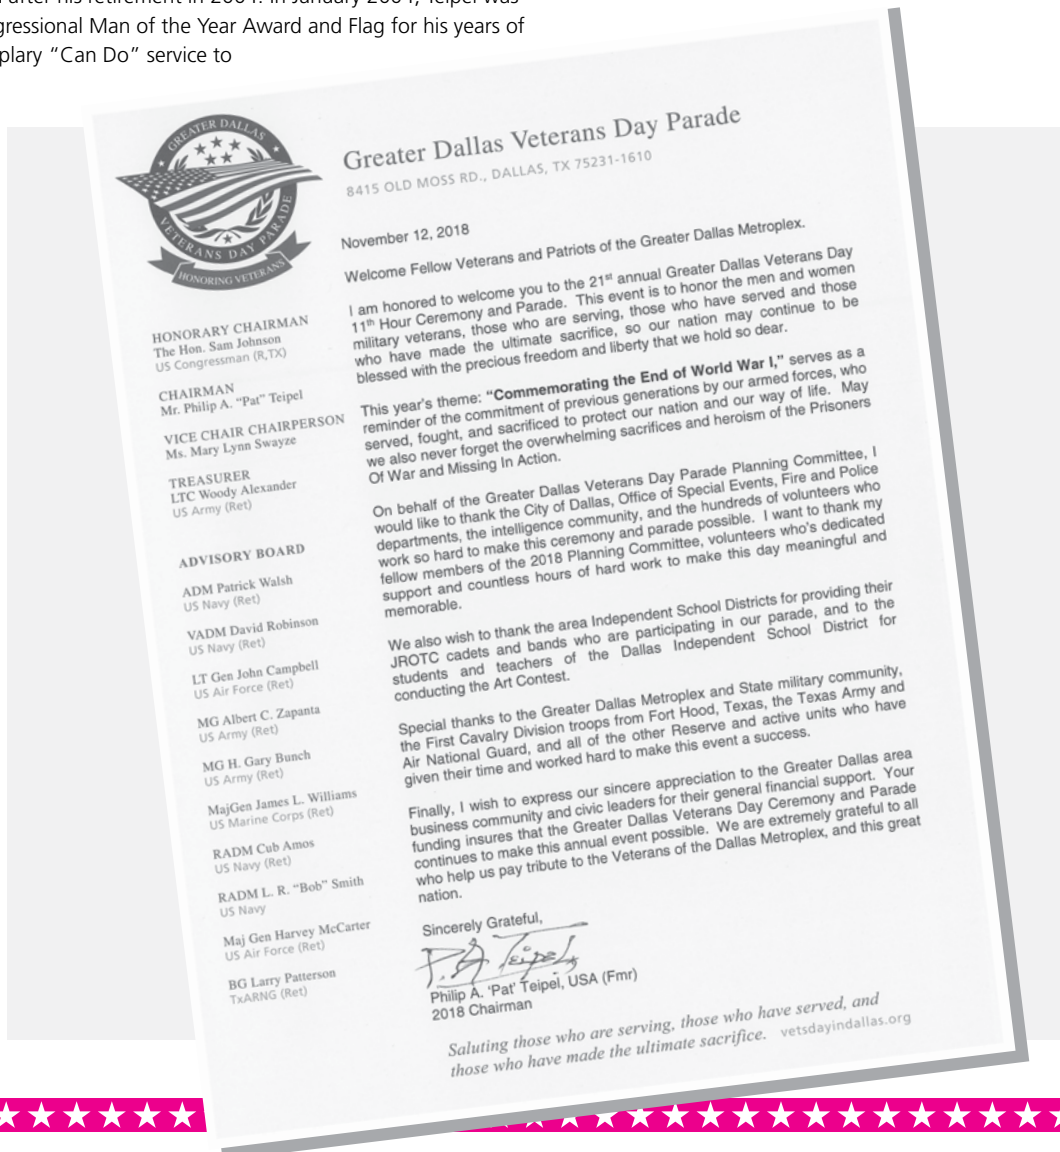 after his retirement in 2004. In January 2004, Teipel was
gressional Man of the Year Award and Flag for his years of
plary “Can Do” service to
GREATER DALLAS
VETERANS DAY PARADE
HONORING VETERANS
Greater Dallas Veterans Day Parade
8415 OLD MOSS RD., DALLAS, TX 75231-1610
HONORARY CHAIRMAN
The Hon. Sam Johnson
US Congressman (R,TX)
CHAIRMAN
Mr. Philip A. “Pat” Teipel
VICE CHAIR CHAIRPERSON
Ms. Mary Lynn Swayze
TREASURER
LTC Woody Alexander
US Army (Ret)
ADVISORY BOARD
ADM Patrick Walsh
US Navy (Ret)
VADM David Robinson
US Navy (Ret)
LT Gen John Campbell
US Air Force (Ret)
MG Albert C. Zapanta
US Army (Ret)
MG H. Gary Bunch
US Army (Ret)
MajGen James L. Williams
US Marine Corps (Ret)
RADM Cub Amos
US Navy (Ret)
RADM L. R. “Bob” Smith
US Navy
Maj Gen Harvey McCarter
US Air Force (Ret)
BG Larry Patterson
TxARNG (Ret)
November 12, 2018
Welcome Fellow Veterans and Patriots of the Greater Dallas Metroplex.
I am honored to welcome you to the 21st annual Greater Dallas Veterans Day
11th Hour Ceremony and Parade. This event is to honor the men and women
military veterans, those who are serving, those who have served and those
who have made the ultimate sacrifice, so our nation may continue to be
blessed with the precious freedom and liberty that we hold so dear.
This year's theme: “Commemorating the End of World War I,” serves as a
reminder of the commitment of previous generations by our armed forces, who
served, fought, and sacrificed to protect our nation and our way of life. May
we also never forget the overwhelming sacrifices and heroism of the Prisoners
Of War and Missing In Action.
On behalf of the Greater Dallas Veterans Day Parade Planning Committee, I
would like to thank the City of Dallas, Office of Special Events, Fire and Police
departments, the intelligence community, and the hundreds of volunteers who
work so hard to make this ceremony and parade possible. I want to thank my
fellow members of the 2018 Planning Committee, volunteers who's dedicated
support and countless hours of hard work to make this day meaningful and
memorable.
We also wish to thank the area Independent School Districts for providing their
JROTC cadets and bands who are participating in our parade, and to the
students and teachers of the Dallas Independent School District for
conducting the Art Contest.
Special thanks to the Greater Dallas Metroplex and State military community,
the First Cavalry Division troops from Fort Hood, Texas, the Texas Army and
Air National Guard, and all of the other Reserve and active units who have
given their time and worked hard to make this event a success.
Finally, I wish to express our sincere appreciation to the Greater Dallas area
business community and civic leaders for their general financial support. Your
funding insures that the Greater Dallas Veterans Day Ceremony and Parade
continues to make this annual event possible. We are extremely grateful to all
who help us pay tribute to the Veterans of the Dallas Metroplex, and this great
nation.
Sincerely Grateful,
P. A. Teipel
Philip A. 'Pat' Teipel, USA (Fmr)
2018 Chairman
Saluting those who are serving, those who have served, and
those who have made the ultimate sacrifice. vetsdayindallas.org